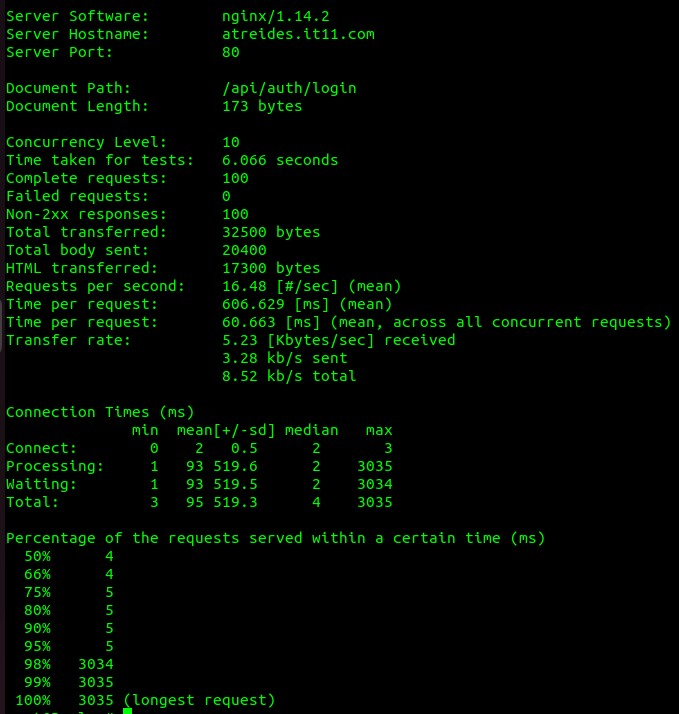 Server Software:        nginx/1.14.2
Server Hostname:        atreides.it11.com
Server Port:            80
Document Path:          /api/auth/login
Document Length:        173 bytes
Concurrency Level:      10
Time taken for tests:   6.066 seconds
Complete requests:      100
Failed requests:        0
Non-2xx responses:      100
Total transferred:      32500 bytes
Total body sent:        20400
HTML transferred:       17300 bytes
Requests per second:    16.48 [#/sec] (mean)
Time per request:       606.629 [ms] (mean)
Time per request:       60.663 [ms] (mean, across all concurrent requests)
Transfer rate:          5.23 [Kbytes/sec] received
                        3.28 kb/s sent
                        8.52 kb/s total
Connection Times (ms)
              min  mean[+/-sd] median   max
Connect:        0    2   0.5      2       3
Processing:     1   93 519.6      2    3035
Waiting:        1   93 519.5      2    3034
Total:          3   95 519.3      4    3035
Percentage of the requests served within a certain time (ms)
  50%      4
  66%      4
  75%      5
  80%      5
  90%      5
  95%      5
  98%   3034
  99%   3035
 100%   3035 (longest request)